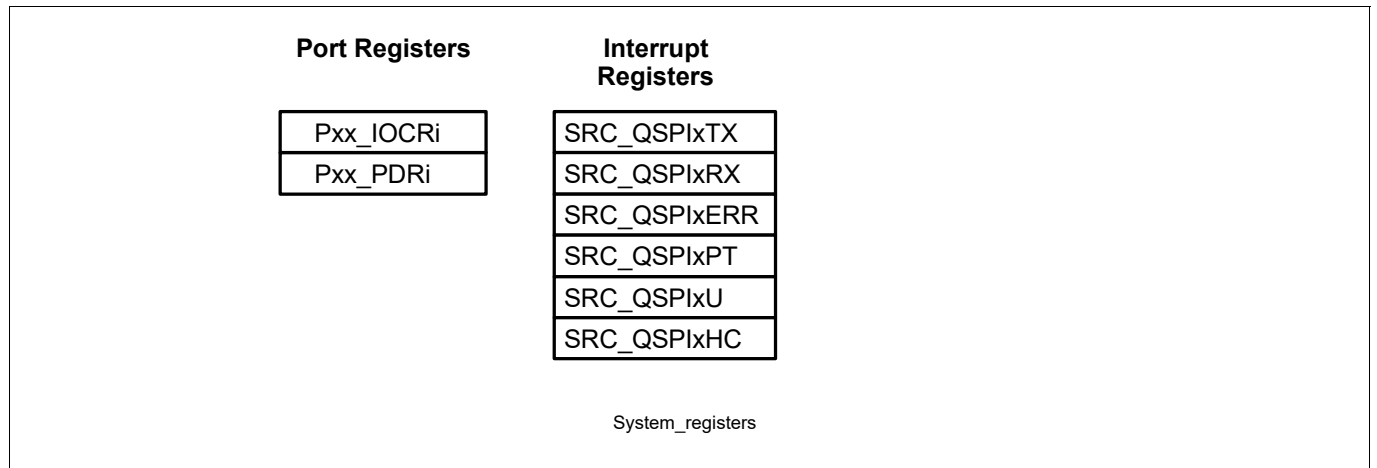 Port Registers
Pxx_IOCRi
Pxx_PDRi
Interrupt
Registers
SRC_QSPIxTX
SRC_QSPIxRX
SRC_QSPIxERR
SRC_QSPIxPT
SRC_QSPIxU
SRC_QSPIxHC
System_registers